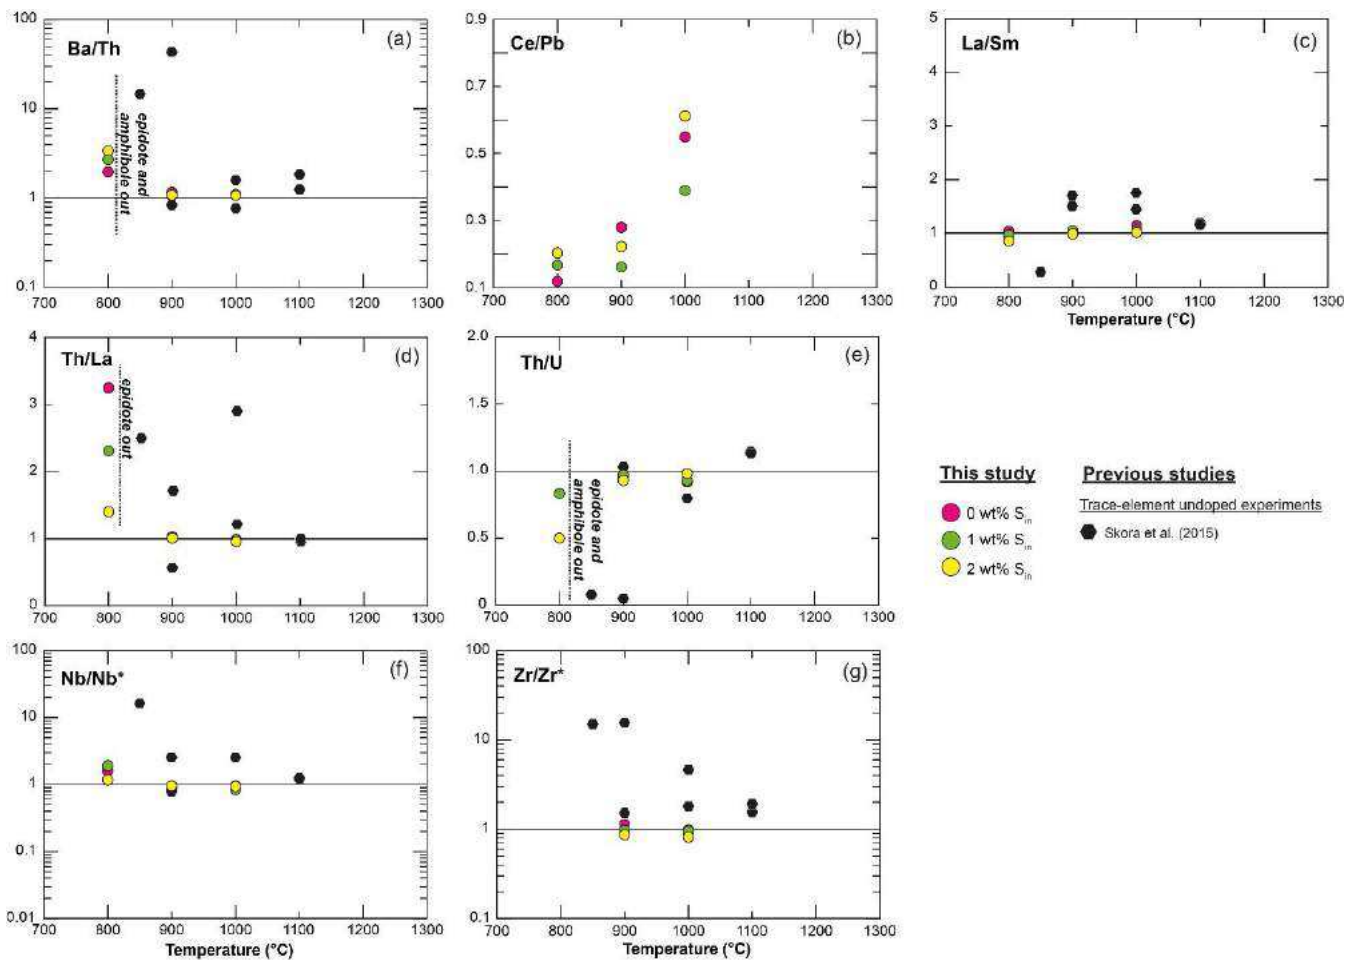 Ba/Th
(a)
100
10
1
0.1
epidote and
amphibole out
700 800 900 1000 1100 1200 1300
Ce/Pb
(b)
0.9
0.7
0.5
0.3
0.1
700 800 900 1000 1100 1200 1300
La/Sm
(c)
5
4
3
2
1
0
700 800 900 1000 1100 1200 1300
Temperature (°C)
Th/La
(d)
4
3
2
1
0
epidote out
700 800 900 1000 1100 1200 1300
Th/U
(e)
2.0
1.5
1.0
0.5
0
epidote and
amphibole out
700 800 900 1000 1100 1200 1300
This study
0 wt% Sin
1 wt% Sin
2 wt% Sin
Previous studies
Trace-element undoped experiments
Skora et al. (2015)
Nb/Nb*
(f)
100
10
1
0.1
0.01
700 800 900 1000 1100 1200 1300
Temperature (°C)
Zr/Zr*
(g)
100
10
1
0.1
700 800 900 1000 1100 1200 1300
Temperature (°C)